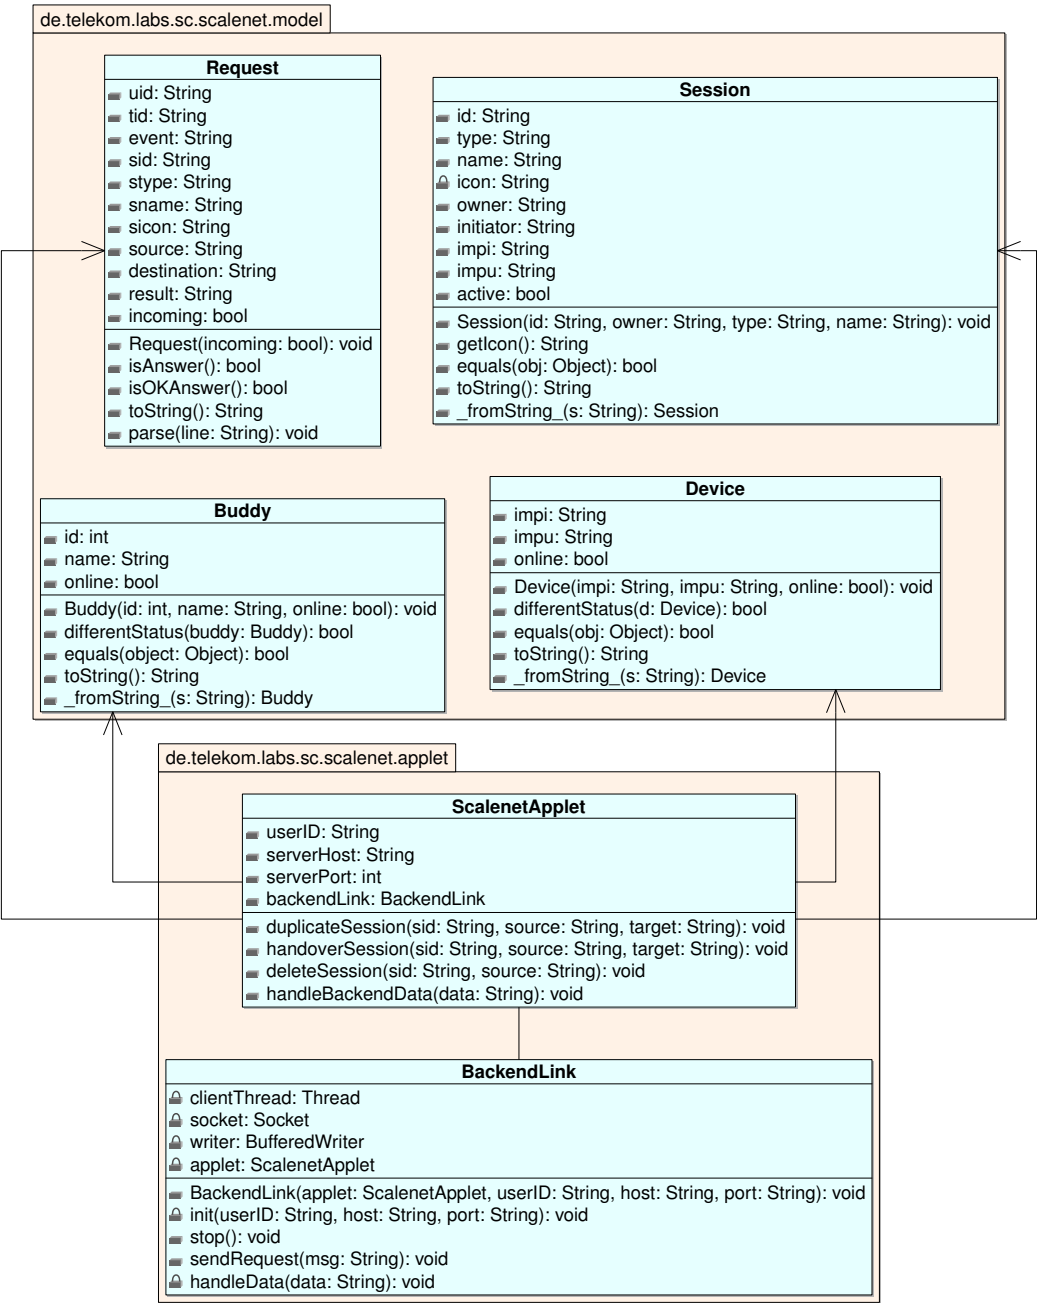 de.telekom.labs.sc.scalenet.model
Request
uid: String
tid: String
event: String
sid: String
stype: String
sname: String
sicon: String
source: String
destination: String
result: String
incoming: bool
Request(incoming: bool): void
isAnswer(): bool
isOKAnswer(): bool
toString(): String
parse(line: String): void
Session
id: String
type: String
name: String
icon: String
owner: String
initiator: String
impi: String
impu: String
active: bool
Session(id: String, owner: String, type: String, name: String): void
getIcon(): String
equals(obj: Object): bool
toString(): String
_fromString_(s: String): Session
Buddy
id: int
name: String
online: bool
Buddy(id: int, name: String, online: bool): void
differentStatus(buddy: Buddy): bool
equals(object: Object): bool
toString(): String
_fromString_(s: String): Buddy
Device
impi: String
impu: String
online: bool
Device(impi: String, impu: String, online: bool): void
differentStatus(d: Device): bool
equals(obj: Object): bool
toString(): String
_fromString_(s: String): Device
de.telekom.labs.sc.scalenet.applet
ScalenetApplet
userID: String
serverHost: String
serverPort: int
backendLink: BackendLink
duplicateSession(sid: String, source: String, target: String): void
handoverSession(sid: String, source: String, target: String): void
deleteSession(sid: String, source: String): void
handleBackendData(data: String): void
BackendLink
clientThread: Thread
socket: Socket
writer: BufferedWriter
applet: ScalenetApplet
BackendLink(applet: ScalenetApplet, userID: String, host: String, port: String): void
init(userID: String, host: String, port: String): void
stop(): void
sendRequest(msg: String): void
handleData(data: String): void